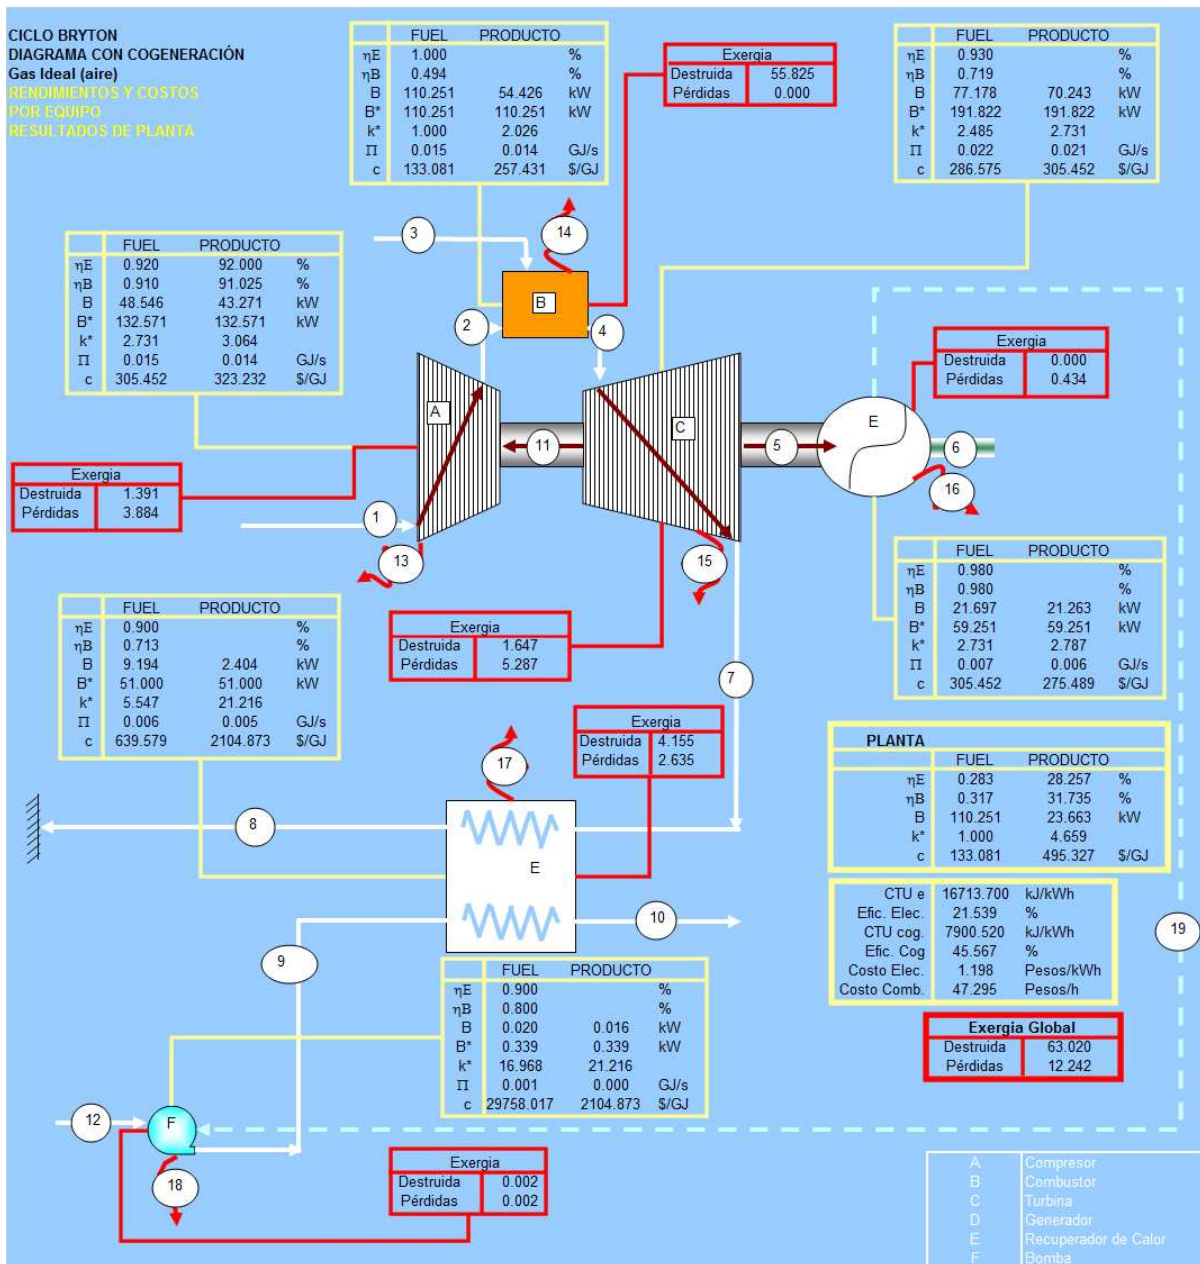 CICLO BRYTON
DIAGRAMA CON COGENERACIÓN
Gas Ideal (aire)
RENDIMIENTOS Y COSTOS
POR EQUIPO
RESULTADOS DE PLANTA
FUEL PRODUCTO
ηE 1.000 %
ηB 0.494 %
B 110.251 54.426 kW
B* 110.251 110.251 kW
k* 1.000 2.026
Π 0.015 0.014 GJ/s
c 133.081 257.431 $/GJ
Exergia
Destruida 55.825
Pérdidas 0.000
FUEL PRODUCTO
ηE 0.930 %
ηB 0.719 %
B 77.178 70.243 kW
B* 191.822 191.822 kW
k* 2.485 2.731
Π 0.022 0.021 GJ/s
c 286.575 305.452 $/GJ
3
14
FUEL PRODUCTO
ηE 0.920 92.000 %
ηB 0.910 91.025 %
B 48.546 43.271 kW
B* 132.571 132.571 kW
k* 2.731 3.064
Π 0.015 0.014 GJ/s
c 305.452 323.232 $/GJ
B
2
4
Exergia
Destruida 0.000
Pérdidas 0.434
A
C
E
11
5
6
Exergia
Destruida 1.391
Pérdidas 3.884
1
13
15
16
FUEL PRODUCTO
ηE 0.980 %
ηB 0.980 %
B 21.697 21.263 kW
B* 59.251 59.251 kW
k* 2.731 2.787
Π 0.007 0.006 GJ/s
c 305.452 275.489 $/GJ
FUEL PRODUCTO
ηE 0.900 %
ηB 0.713 %
B 9.194 2.404 kW
B* 51.000 51.000 kW
k* 5.547 21.216
Π 0.006 0.005 GJ/s
c 639.579 2104.873 $/GJ
Exergia
Destruida 1.647
Pérdidas 5.287
7
Exergia
Destruida 4.155
Pérdidas 2.635
17
PLANTA
FUEL PRODUCTO
ηE 0.283 28.257 %
ηB 0.317 31.735 %
B 110.251 23.663 kW
k* 1.000 4.659
c 133.081 495.327 $/GJ
8
E
10
9
CTU e 16713.700 kJ/kWh
Efic. Elec. 21.539 %
CTU cog. 7900.520 kJ/kWh
Efic. Cog 45.567 %
Costo Elec. 1.198 Pesos/kWh
Costo Comb. 47.295 Pesos/h
19
FUEL PRODUCTO
ηE 0.900 %
ηB 0.800 %
B 0.020 0.016 kW
B* 0.339 0.339 kW
k* 16.968 21.216
Π 0.001 0.000 GJ/s
c 29758.017 2104.873 $/GJ
Exergia Global
Destruida 63.020
Pérdidas 12.242
12
F
18
Exergia
Destruida 0.002
Pérdidas 0.002
A Compresor
B Combustor
C Turbina
D Generador
E Recuperador de Calor
F Bomba